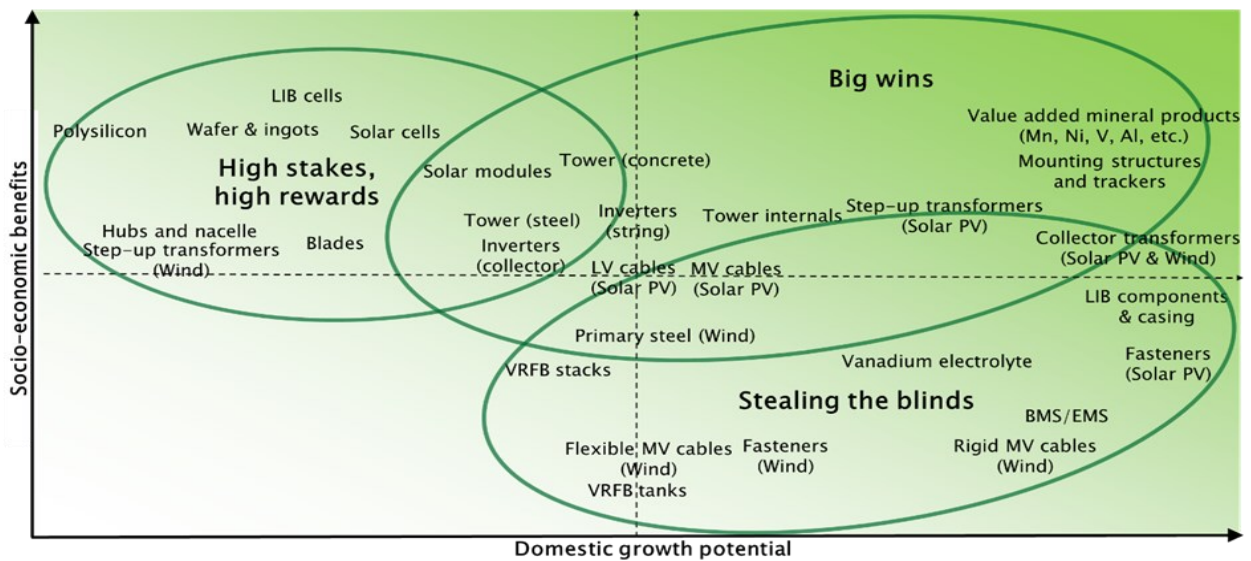 Big wins
LIB cells
Polysilicon
Wafer & ingots
Solar cells
Value added mineral products
(Mn, Ni, V, Al, etc.)
High stakes,
high rewards
Solar modules
Tower (concrete)
Mounting structures
and trackers
Tower (steel)
Inverters
(string)
Tower internals
Step-up transformers
(Solar PV)
Hubs and nacelle
Step-up transformers
(Wind)
Blades
Inverters
(collector)
Collector transformers
(Solar PV & Wind)
LV cables
(Solar PV)
MV cables
(Solar PV)
LIB components
& casing
Primary steel (Wind)
VRFB stacks
Vanadium electrolyte
Fasteners
(Solar PV)
Stealing the blinds
BMS/EMS
Flexible MV cables
(Wind)
Fasteners
(Wind)
Rigid MV cables
(Wind)
VRFB tanks
Socio-economic benefits
Domestic growth potential